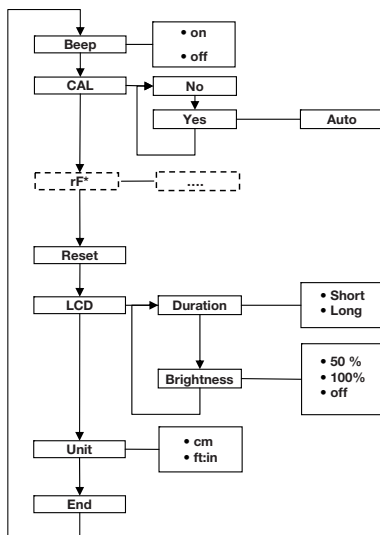 Beep
• on
• off
CAL
No
Yes
Auto
rF*
....
Reset
LCD
Duration
• Short
• Long
Brightness
• 50 %
• 100%
• off
Unit
• cm
• ft:in
End